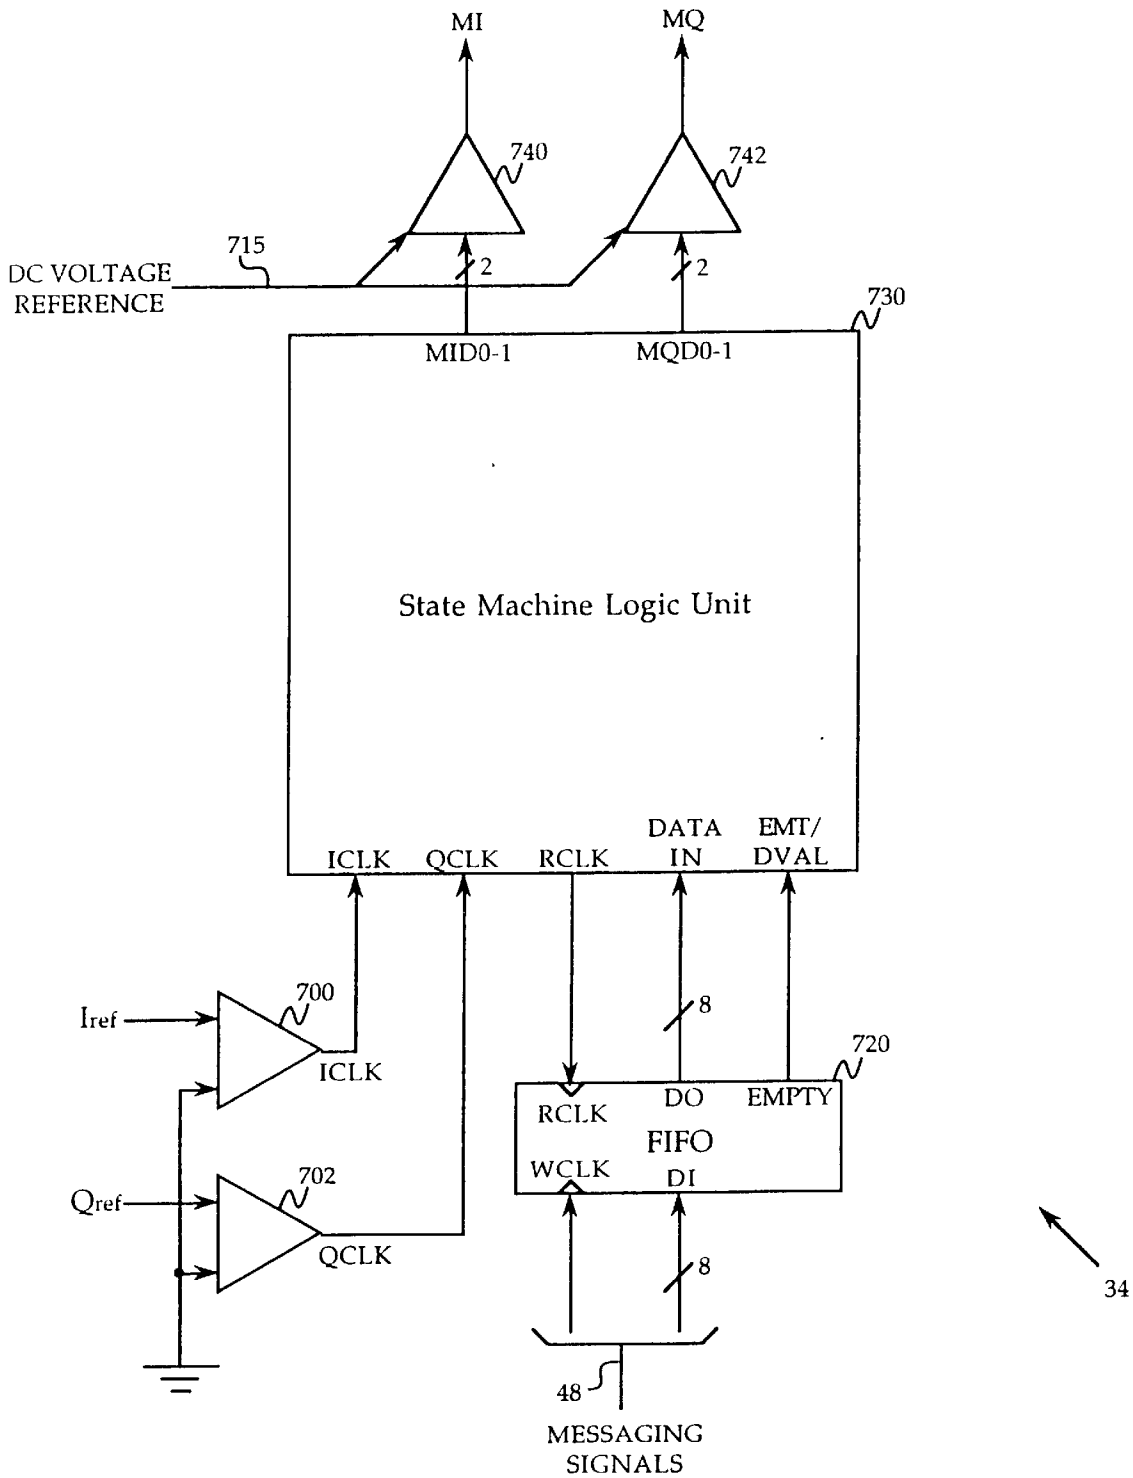 MI
MQ
740
742
715
DC VOLTAGE
REFERENCE
2
2
730
MID0-1
MQD0-1
State Machine Logic Unit
DATA
EMT/
ICLK
QCLK
RCLK
IN
DVAL
700
Iref
8
ICLK
720
RCLK
DO
EMPTY
FIFO
WCLK
DI
702
Qref
QCLK
8
34
48
MESSAGING
SIGNALS